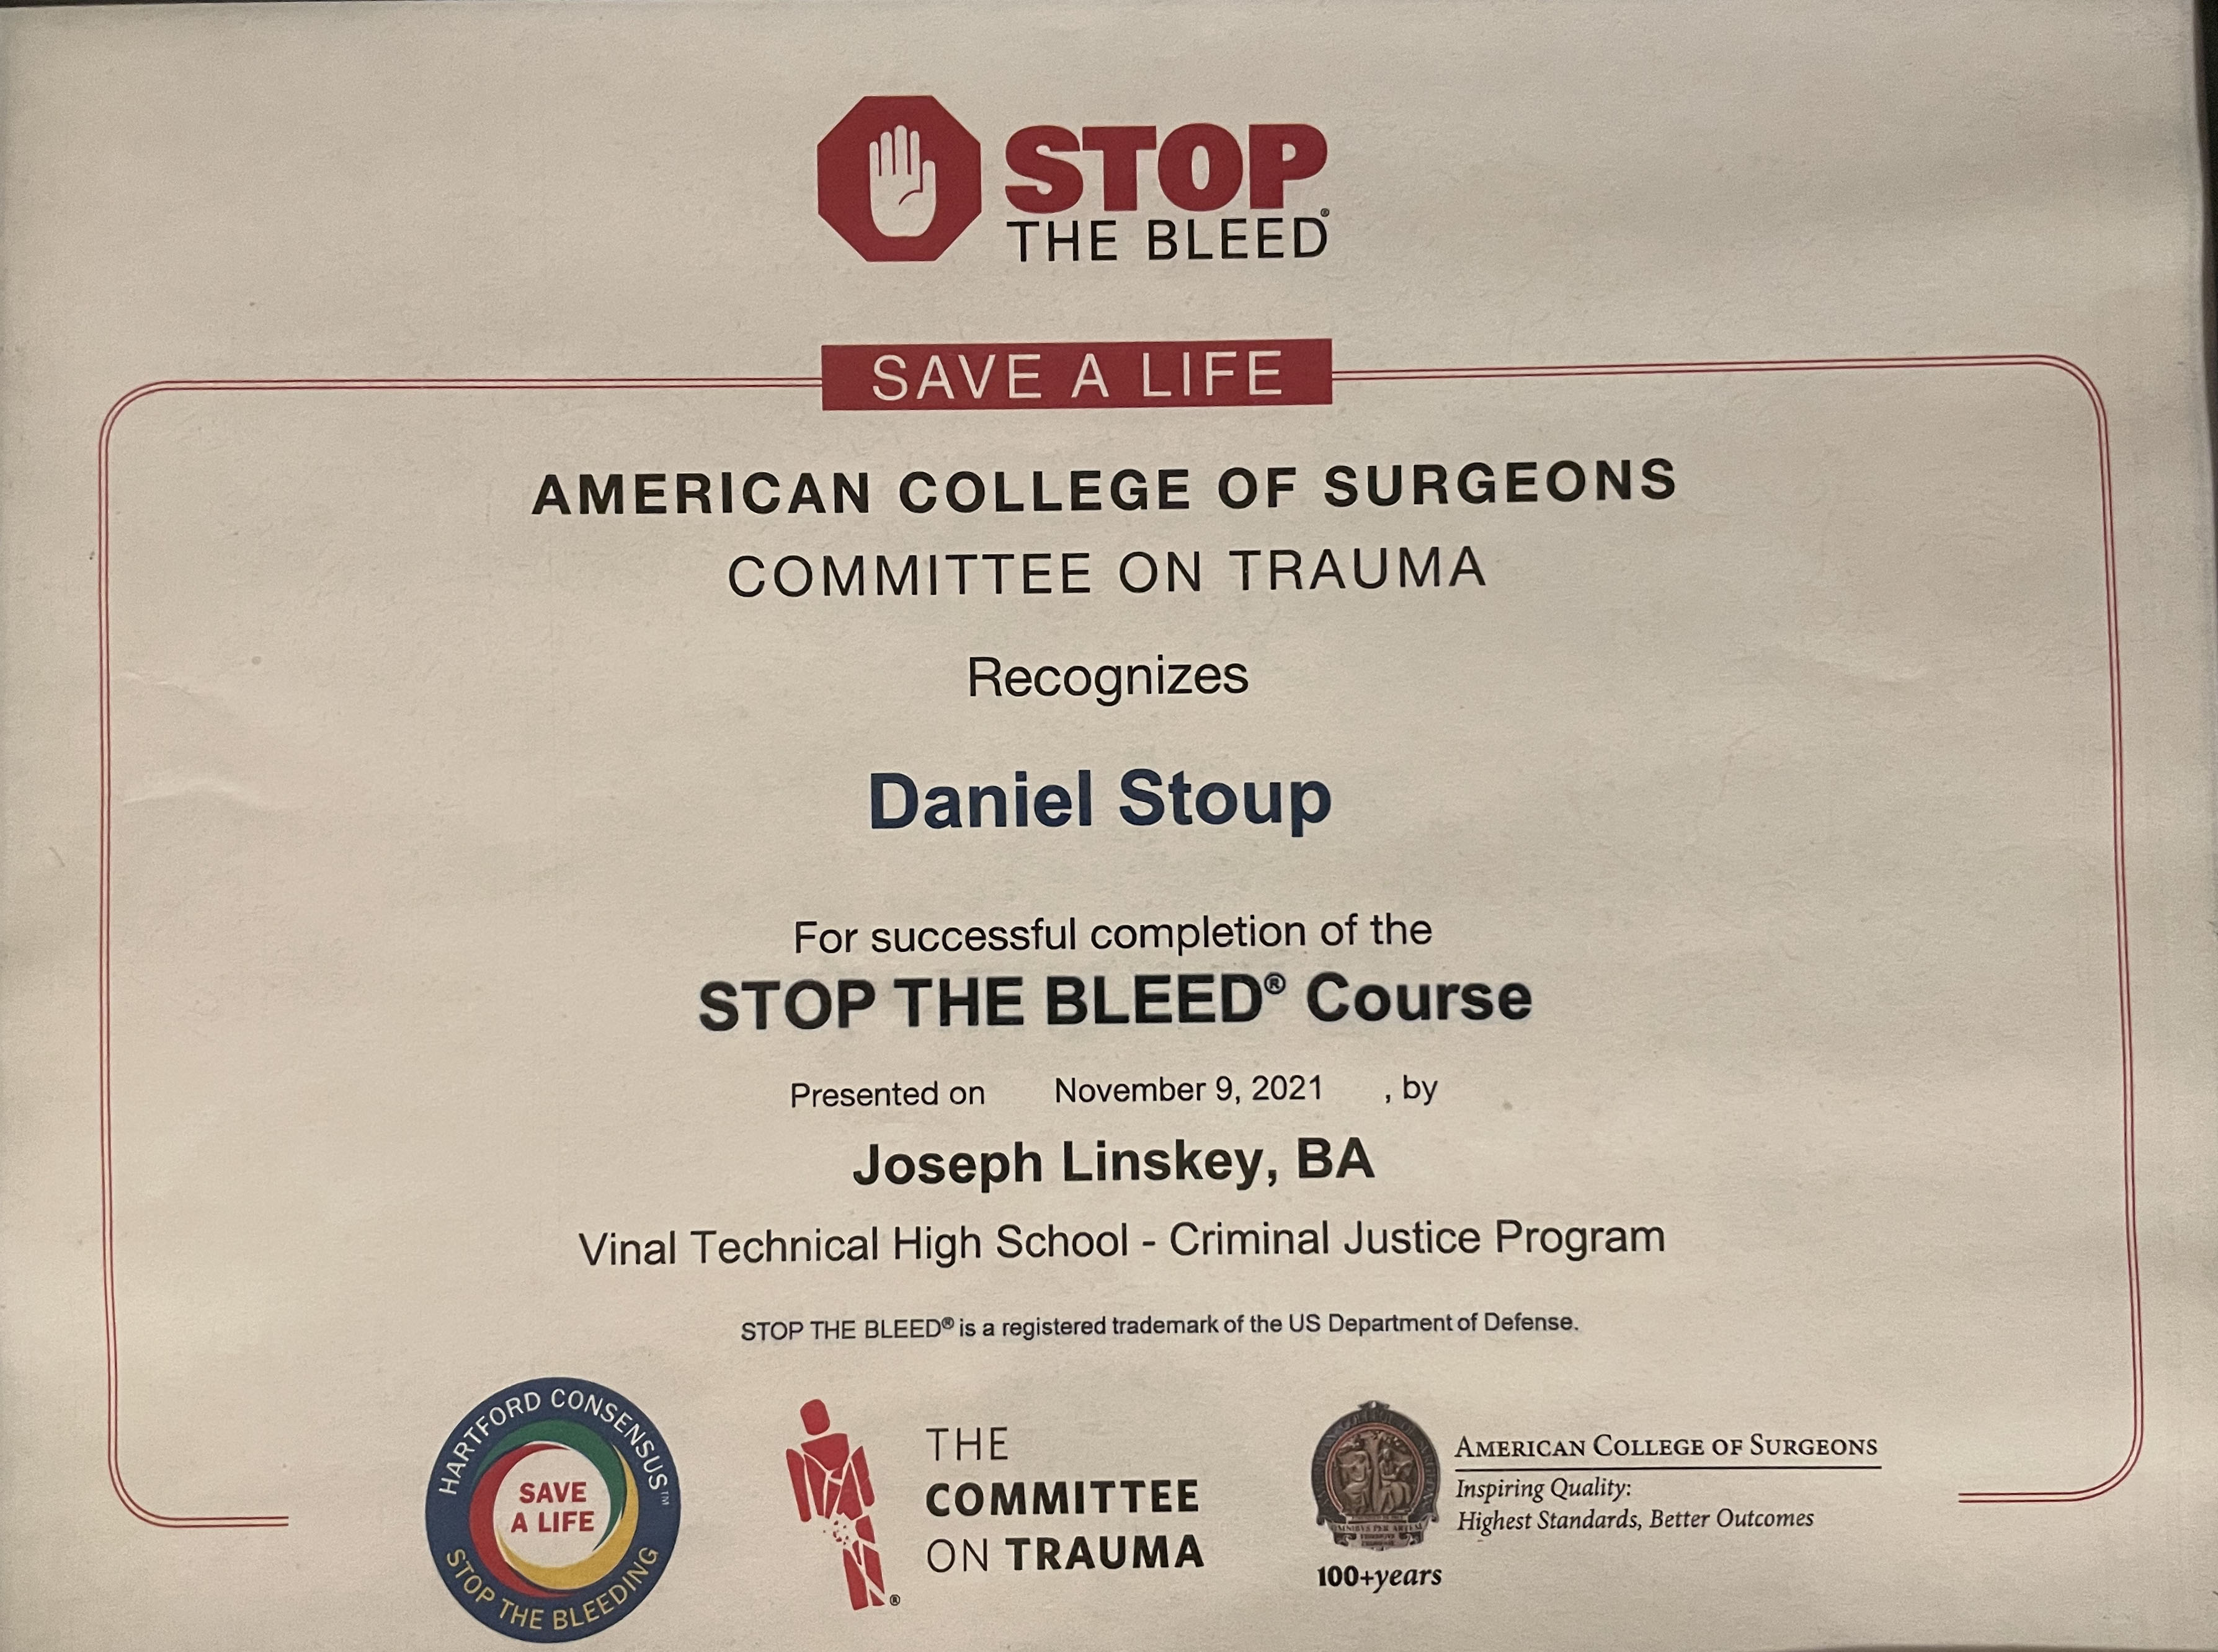 STOP
THE BLEED®
SAVE A LIFE
AMERICAN COLLEGE OF SURGEONS
COMMITTEE ON TRAUMA
Recognizes
Daniel Stoup
For successful completion of the
STOP THE BLEED® Course
Presented on November 9, 2021 , by
Joseph Linskey, BA
Vinal Technical High School - Criminal Justice Program
STOP THE BLEED® is a registered trademark of the US Department of Defense.
HARTFORD CONSENSUS™
SAVE
A LIFE
STOP THE BLEEDING
THE
COMMITTEE
ON TRAUMA
®
OMNIBVS PER ARTEM
100+years
AMERICAN COLLEGE OF SURGEONS
Inspiring Quality:
Highest Standards, Better Outcomes